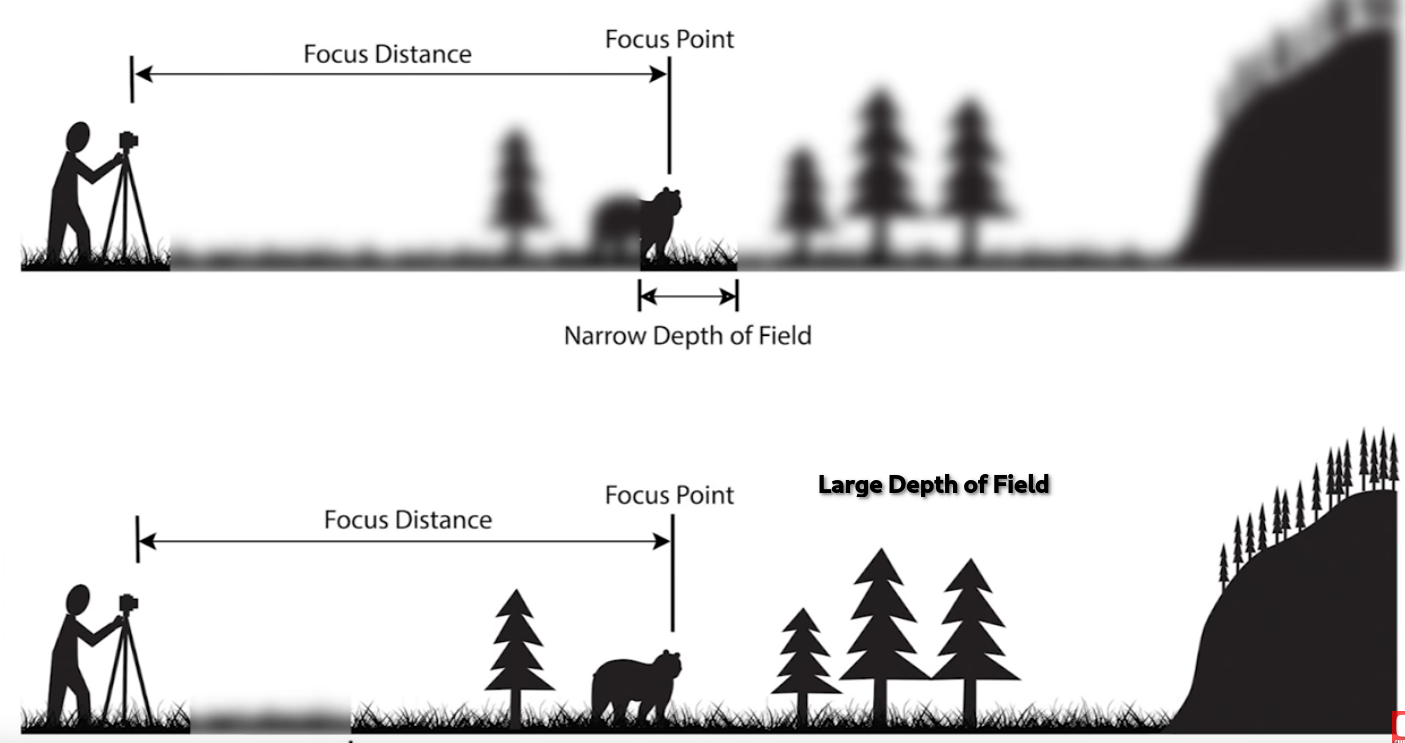 Focus Point
Focus Distance
Narrow Depth of Field
Large Depth of Field
Focus Point
Focus Distance